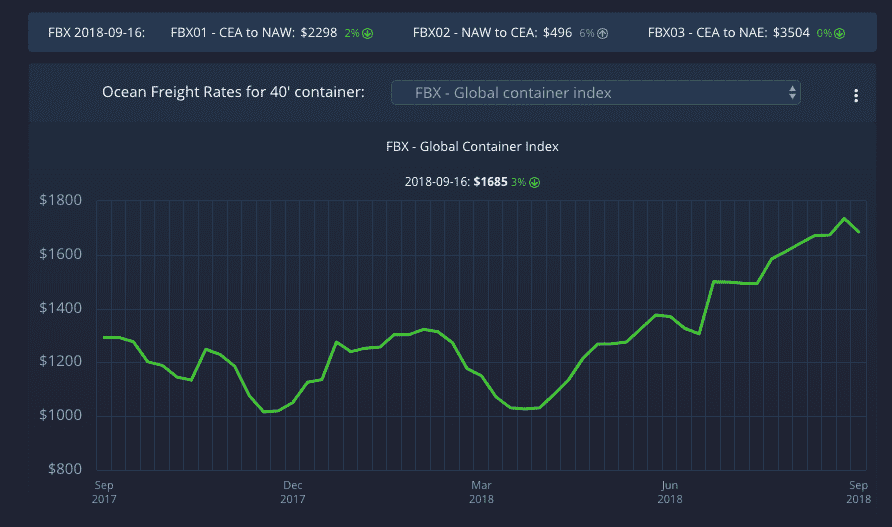 FBX 2018-09-16: FBX01 - CEA to NAW: $2298 2% FBX02 - NAW to CEA: $496 6% FBX03 - CEA to NAE: $3504 0%
Ocean Freight Rates for 40' container: FBX - Global container index
FBX - Global Container Index
2018-09-16: $1685 3%
$1800
$1600
$1400
$1200
$1000
$800
Sep Dec Mar Jun Sep
2017 2017 2018 2018 2018